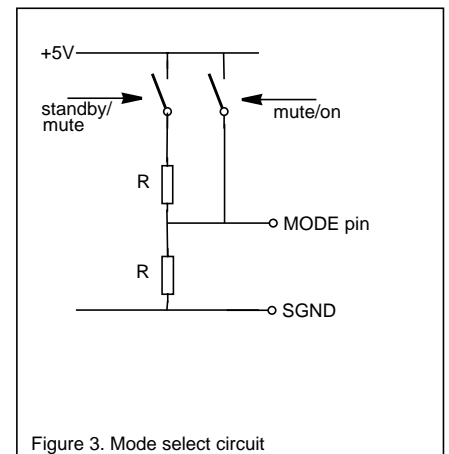 +5V
standby/
mute
mute/on
R
MODE pin
R
SGND
Figure 3. Mode select circuit